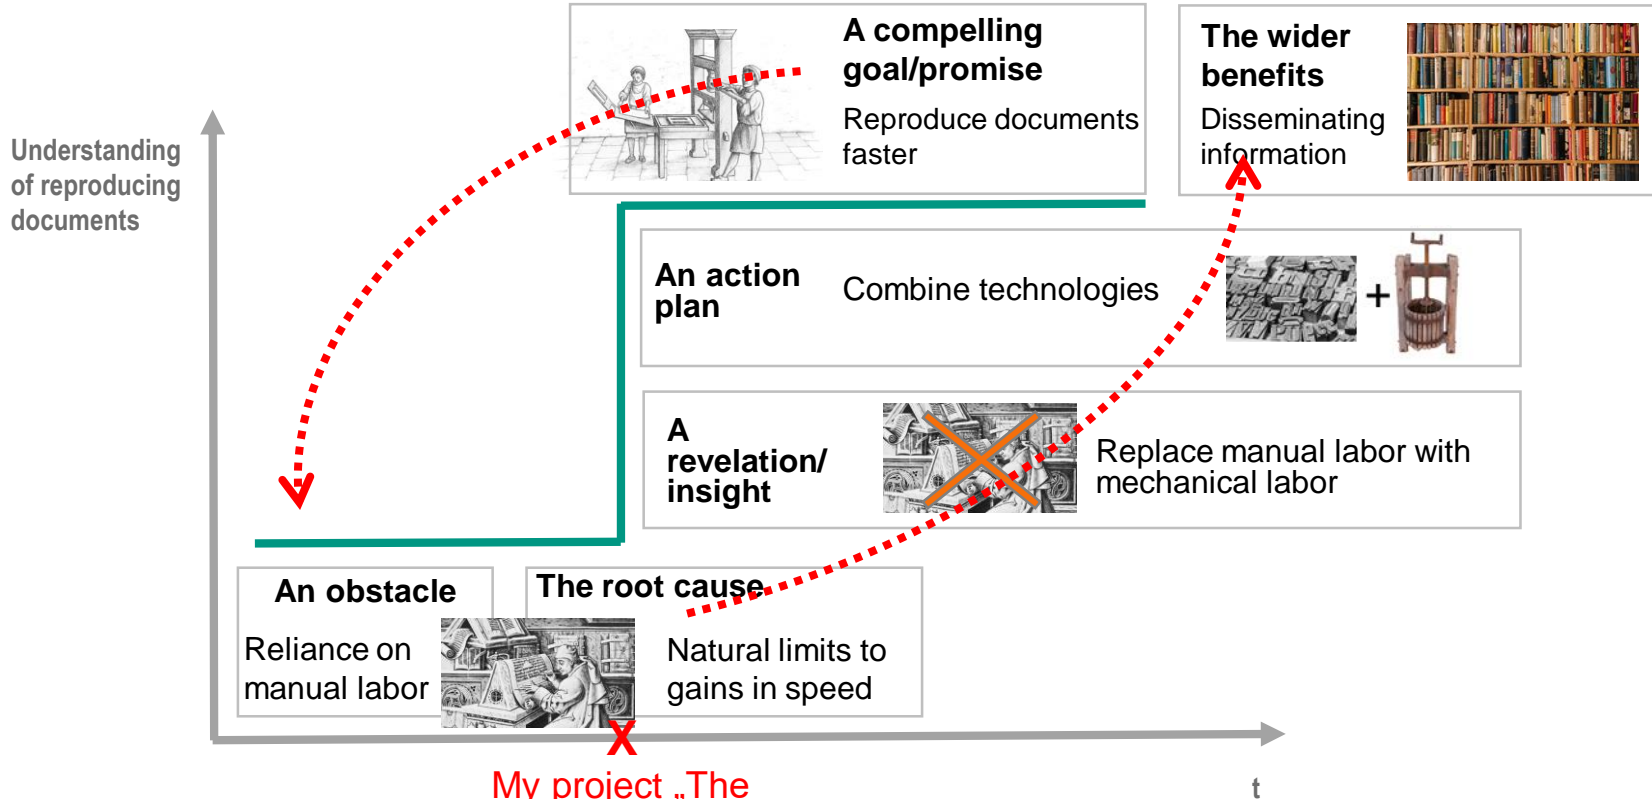 A compelling
goal/promise
Reproduce documents
faster
The wider
benefits
Disseminating
information
Understanding
of reproducing
documents
An action
plan
Combine technologies
+
A
revelation/
insight
Replace manual labor with
mechanical labor
An obstacle
Reliance on
manual labor
The root cause
Natural limits to
gains in speed
X
My project „The
t